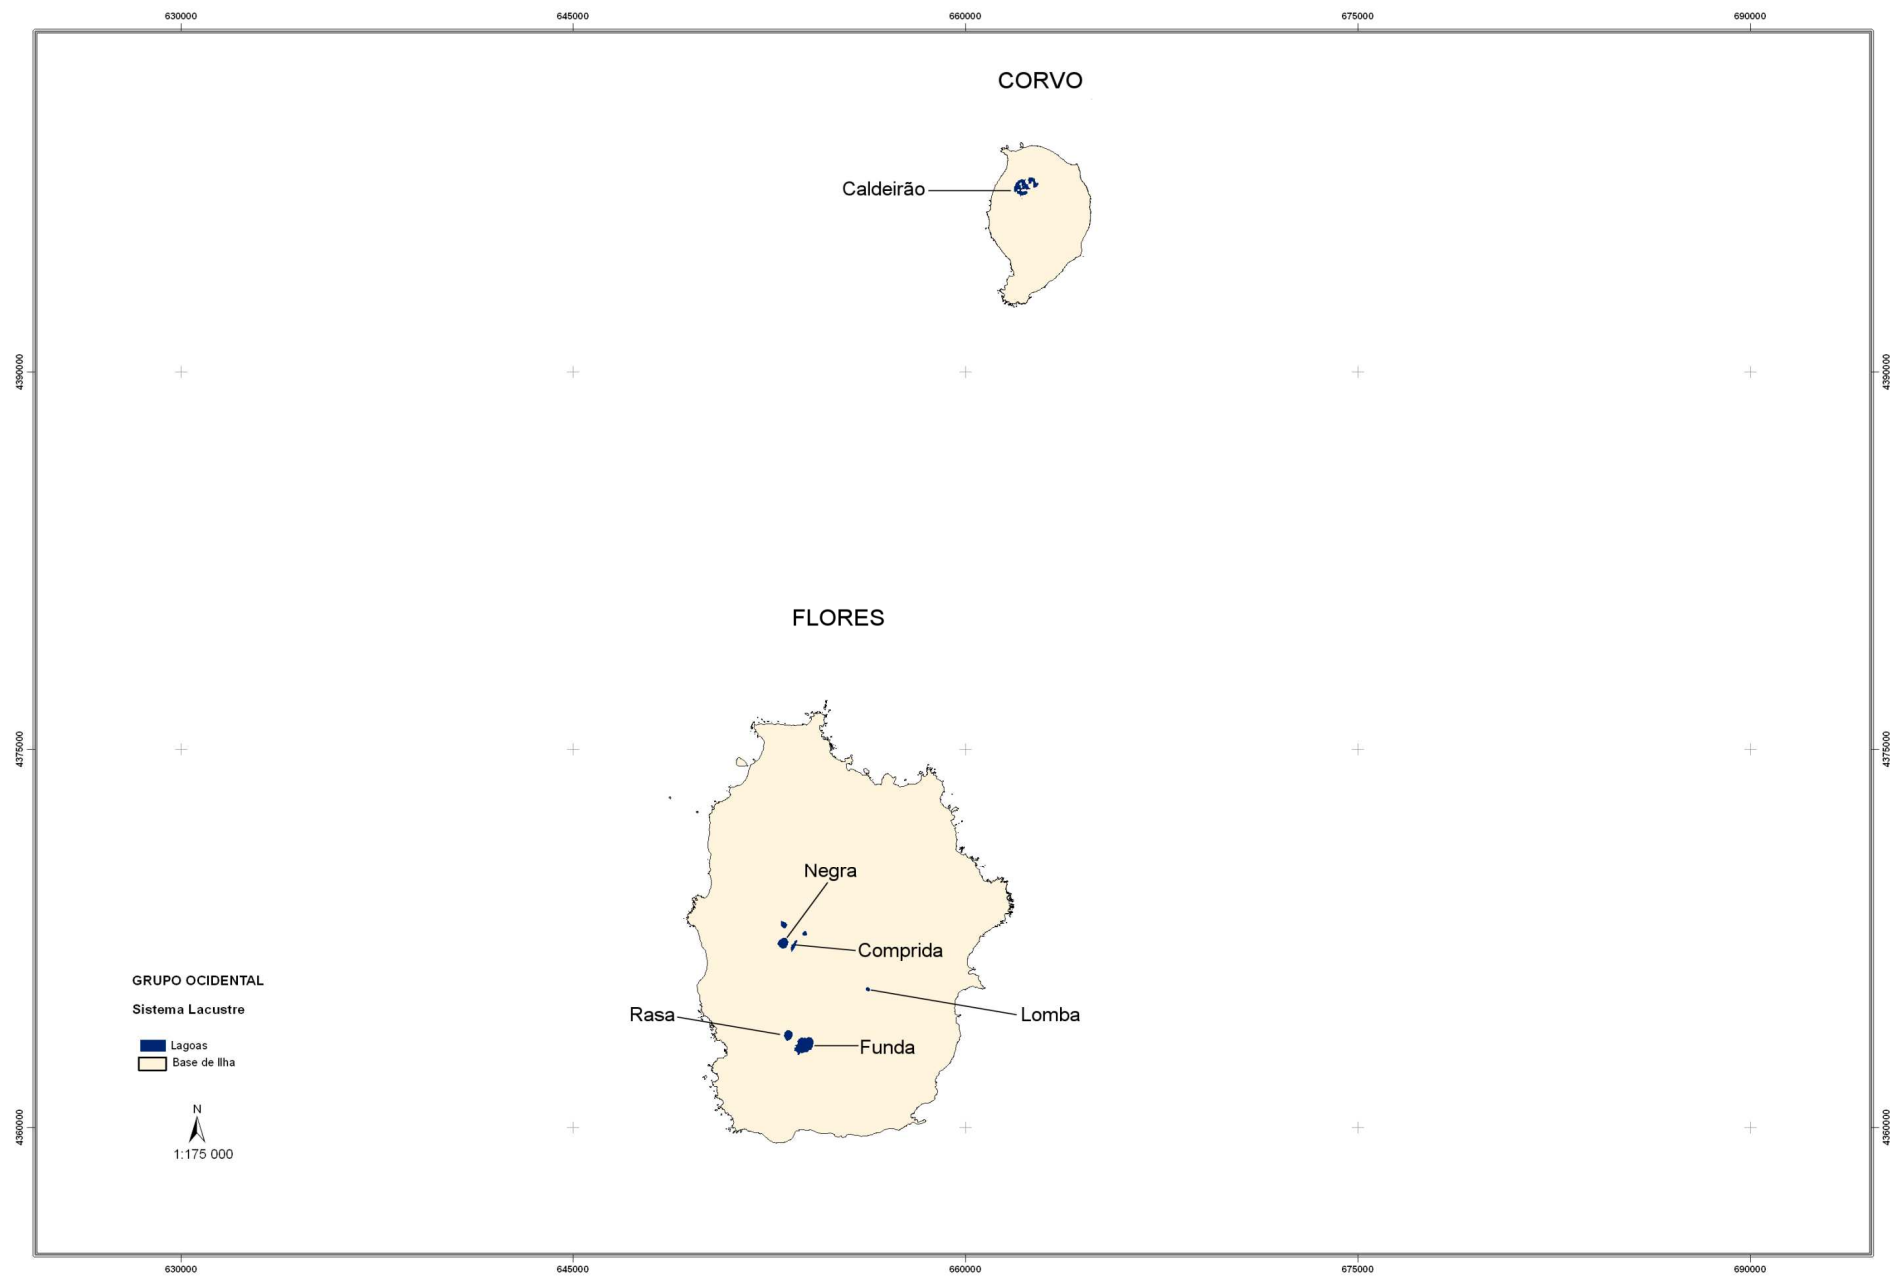 630000
645000
660000
675000
690000
CORVO
Caldeirão
4390000
4390000
FLORES
4375000
4375000
Negra
Comprida
GRUPO OCIDENTAL
Sistema Lacustre
Rasa
Lomba
Lagoas
Funda
Base de Ilha
N
4360000
4360000
1:175 000
630000
645000
660000
675000
690000